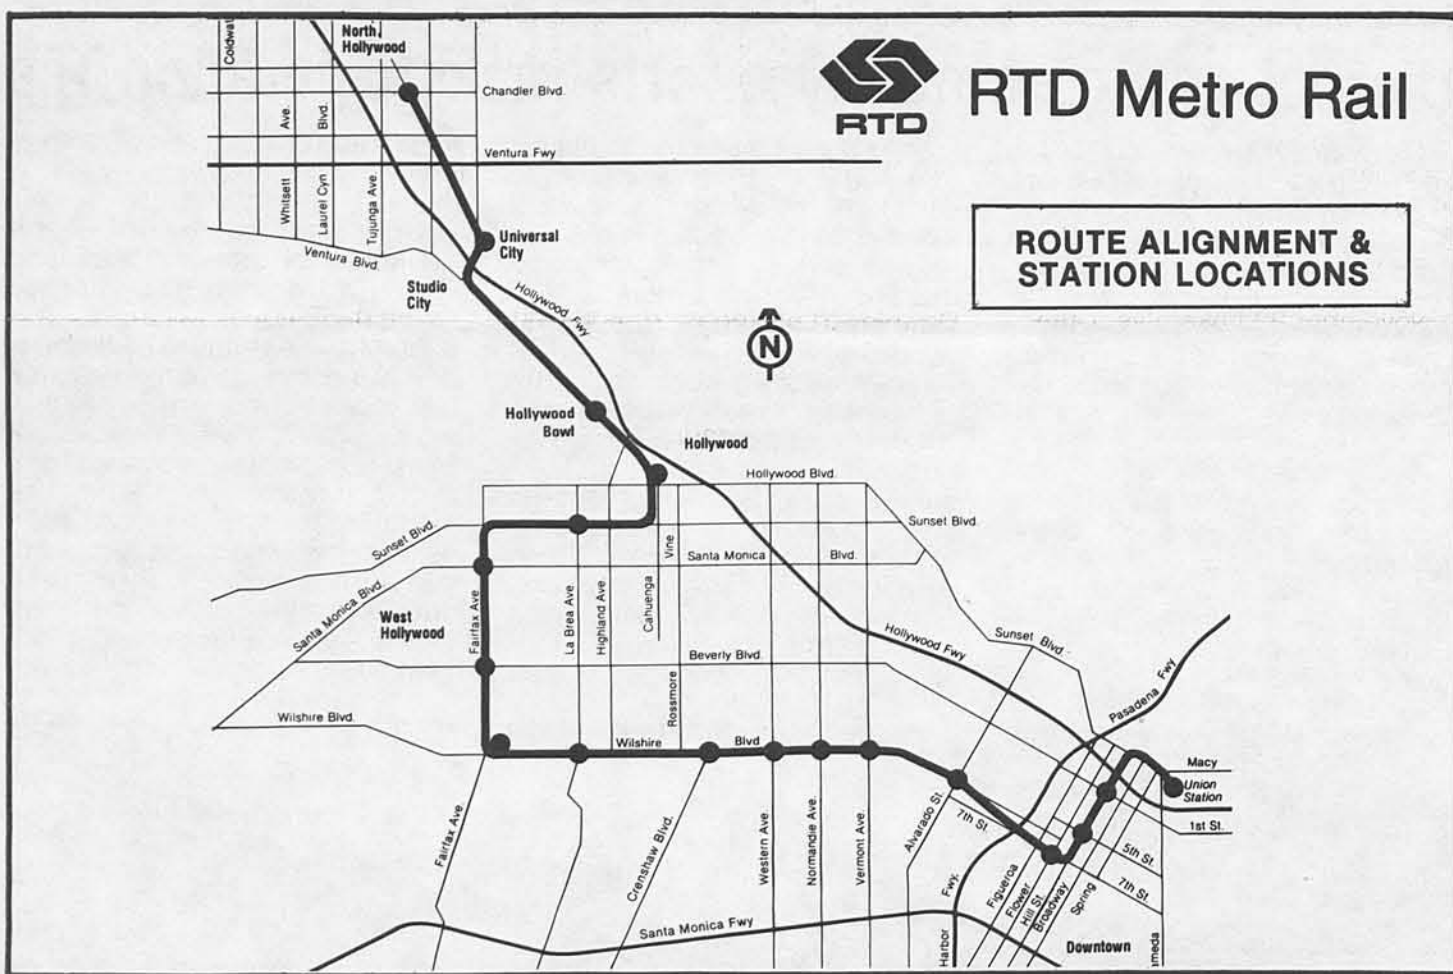 RTD Metro Rail
RTD
ROUTE ALIGNMENT &
STATION LOCATIONS
N
North
Hollywood
Coldwat
Chandler Blvd.
Ave.
Blvd.
Ventura Fwy
Whitsett
Laurel Cyn
Tujunga Ave.
Ventura Blvd.
Universal
City
Studio
City
Hollywood Fwy
Hollywood
Bowl
Hollywood
Hollywood Blvd.
Sunset Blvd.
Sunset Blvd.
Vine
Santa Monica
Blvd.
Santa Monica Blvd.
West
Hollywood
Fairfax Ave
La Brea Ave
Highland Ave.
Cahuenga
Hollywood Fwy
Sunset Blvd.
Beverly Blvd.
Rossmore
Pasadena Fwy
Wilshire Blvd.
Wilshire
Blvd
Macy
Union
Station
1st St.
Fairfax Ave.
Crenshaw Blvd.
Western Ave.
Normandie Ave.
Vermont Ave.
Alvarado St.
7th St.
5th St.
7th St.
Figueroa
Flower
Hill St.
Broadway
Spring
Harbor
Fwy.
Santa Monica Fwy
Downtown
meda